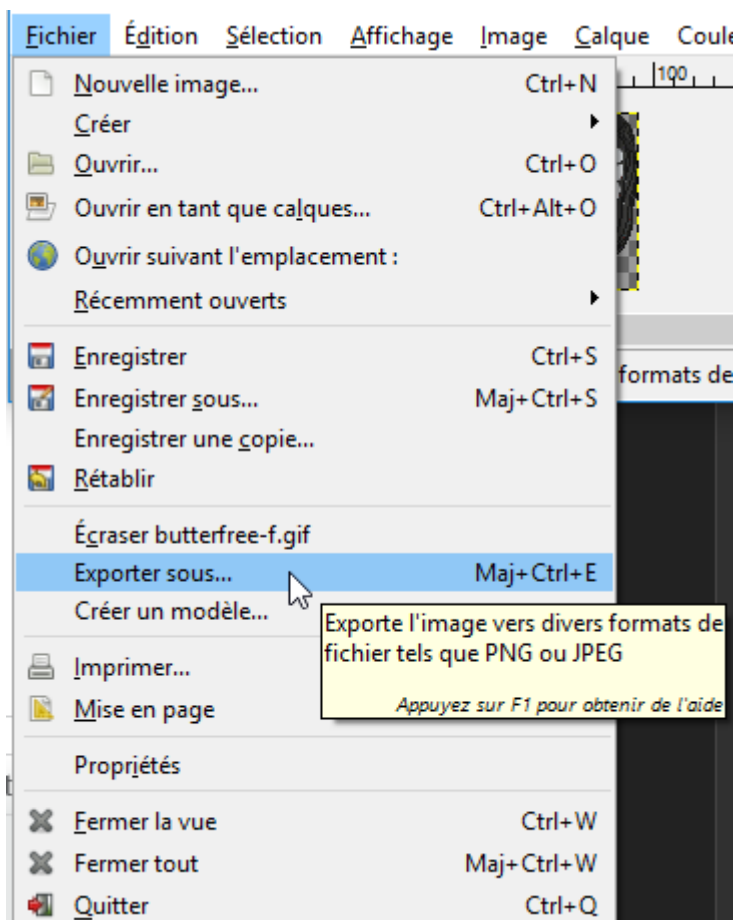 Fichier Édition Sélection Affichage Image Calque
100
Nouvelle image... Ctrl+N
Créer
Ouvrir... Ctrl+O
Ouvrir en tant que calques... Ctrl+Alt+O
Ouvrir suivant l'emplacement :
Récemment ouverts
Enregistrer Ctrl+S
formats de
Enregistrer sous... Maj+Ctrl+S
Enregistrer une copie...
Rétablir
Écraser butterfree-f.gif
Exporter sous... Maj+Ctrl+E
Créer un modèle...
Exporte l'image vers divers formats de
fichier tels que PNG ou JPEG
Imprimer...
Appuyez sur F1 pour obtenir de l'aide
Mise en page
Propriétés
Fermer la vue Ctrl+W
Fermer tout Maj+Ctrl+W
Quitter Ctrl+Q